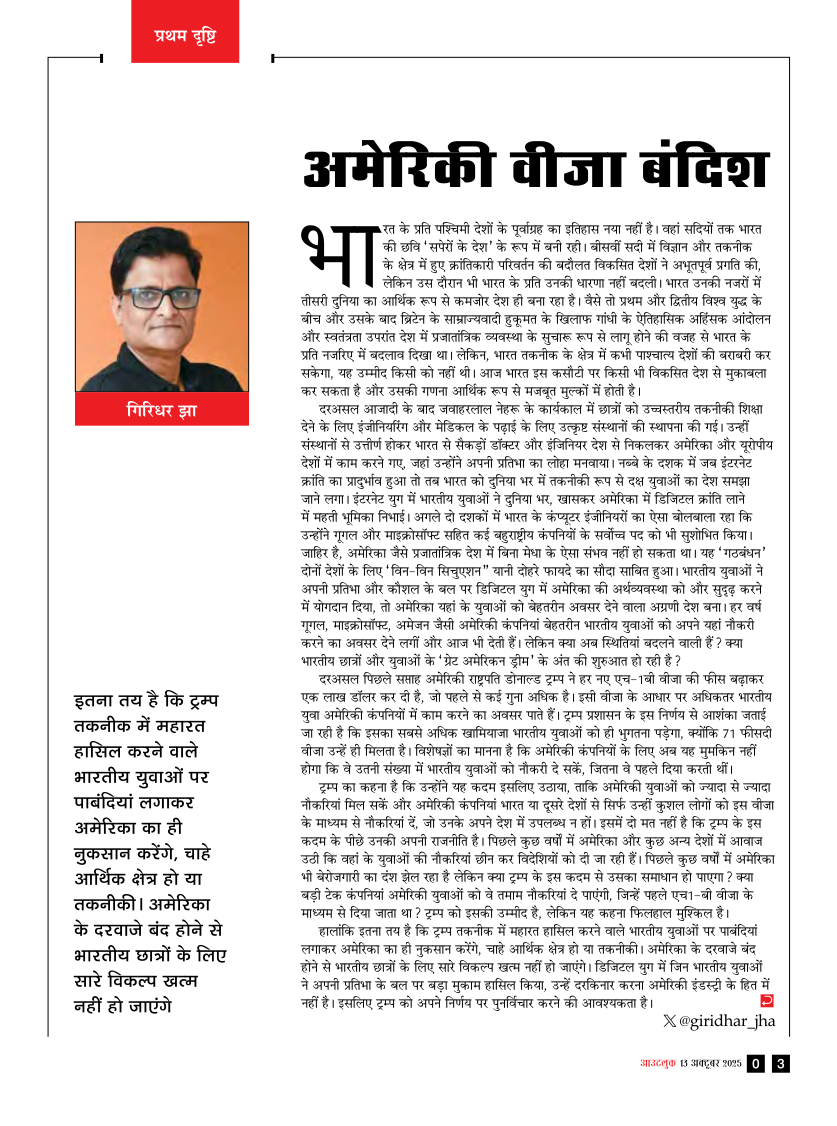 प्रथम दृष्टि
अमेरिकी वीजा बंदिश
गिरिधर झा
भारत के प्रति पश्चिमी देशों के पूर्वाग्रह का इतिहास नया नहीं है। वहां सदियों तक भारत
की छवि ‘सपेरों के देश’ के रूप में बनी रही। बीसवीं सदी में विज्ञान और तकनीक
के क्षेत्र में हुए क्रांतिकारी परिवर्तन की बदौलत विकसित देशों ने अभूतपूर्व प्रगति की,
लेकिन उस दौरान भी भारत के प्रति उनकी धारणा नहीं बदली। भारत उनकी नजरों में
तीसरी दुनिया का आर्थिक रूप से कमजोर देश ही बना रहा है। वैसे तो प्रथम और द्वितीय विश्व युद्ध के
बीच और उसके बाद ब्रिटेन के साम्राज्यवादी हुकूमत के खिलाफ गांधी के ऐतिहासिक अहिंसक आंदोलन
और स्वतंत्रता उपरांत देश में प्रजातांत्रिक व्यवस्था के सुचारू रूप से लागू होने की वजह से भारत के
प्रति नजरिए में बदलाव दिखा था। लेकिन, भारत तकनीक के क्षेत्र में कभी पाश्चात्य देशों की बराबरी कर
सकेगा, यह उम्मीद किसी को नहीं थी। आज भारत इस कसौटी पर किसी भी विकसित देश से मुकाबला
कर सकता है और उसकी गणना आर्थिक रूप से मजबूत मुल्कों में होती है।
दरअसल आजादी के बाद जवाहरलाल नेहरू के कार्यकाल में छात्रों को उच्चस्तरीय तकनीकी शिक्षा
देने के लिए इंजीनियरिंग और मेडिकल के पढ़ाई के लिए उत्कृष्ट संस्थानों की स्थापना की गई। उन्हीं
संस्थानों से उत्तीर्ण होकर भारत से सैकड़ों डॉक्टर और इंजिनियर देश से निकलकर अमेरिका और यूरोपीय
देशों में काम करने गए, जहां उन्होंने अपनी प्रतिभा का लोहा मनवाया। नब्बे के दशक में जब इंटरनेट
क्रांति का प्रादुर्भाव हुआ तो तब भारत को दुनिया भर में तकनीकी रूप से दक्ष युवाओं का देश समझा
जाने लगा। इंटरनेट युग में भारतीय युवाओं ने दुनिया भर, खासकर अमेरिका में डिजिटल क्रांति लाने
में महती भूमिका निभाई। अगले दो दशकों में भारत के कंप्यूटर इंजीनियरों का ऐसा बोलबाला रहा कि
उन्होंने गूगल और माइक्रोसॉफ्ट सहित कई बहुराष्ट्रीय कंपनियों के सर्वोच्च पद को भी सुशोभित किया।
जाहिर है, अमेरिका जैसे प्रजातांत्रिक देश में बिना मेधा के ऐसा संभव नहीं हो सकता था। यह ‘गठबंधन’
दोनों देशों के लिए ‘विन-विन सिचुएशन” यानी दोहरे फायदे का सौदा साबित हुआ। भारतीय युवाओं ने
अपनी प्रतिभा और कौशल के बल पर डिजिटल युग में अमेरिका की अर्थव्यवस्था को और सुदृढ़ करने
में योगदान दिया, तो अमेरिका यहां के युवाओं को बेहतरीन अवसर देने वाला अग्रणी देश बना। हर वर्ष
गूगल, माइक्रोसॉफ्ट, अमेजन जैसी अमेरिकी कंपनियां बेहतरीन भारतीय युवाओं को अपने यहां नौकरी
करने का अवसर देने लगीं और आज भी देती हैं। लेकिन क्या अब स्थितियां बदलने वाली हैं? क्या
भारतीय छात्रों और युवाओं के ‘ग्रेट अमेरिकन ड्रीम’ के अंत की शुरुआत हो रही है?
दरअसल पिछले सप्ताह अमेरिकी राष्ट्रपति डोनाल्ड ट्रम्प ने हर नए एच-1बी वीजा की फीस बढ़ाकर
एक लाख डॉलर कर दी है, जो पहले से कई गुना अधिक है। इसी वीजा के आधार पर अधिकतर भारतीय
युवा अमेरिकी कंपनियों में काम करने का अवसर पाते हैं। ट्रम्प प्रशासन के इस निर्णय से आशंका जताई
जा रही है कि इसका सबसे अधिक खामियाजा भारतीय युवाओं को ही भुगतना पड़ेगा, क्योंकि 71 फीसदी
वीजा उन्हें ही मिलता है। विशेषज्ञों का मानना है कि अमेरिकी कंपनियों के लिए अब यह मुमकिन नहीं
होगा कि वे उतनी संख्या में भारतीय युवाओं को नौकरी दे सकें, जितना वे पहले दिया करती थीं।
ट्रम्प का कहना है कि उन्होंने यह कदम इसलिए उठाया, ताकि अमेरिकी युवाओं को ज्यादा से ज्यादा
नौकरियां मिल सकें और अमेरिकी कंपनियां भारत या दूसरे देशों से सिर्फ उन्हीं कुशल लोगों को इस वीजा
के माध्यम से नौकरियां दें, जो उनके अपने देश में उपलब्ध न हों। इसमें दो मत नहीं है कि ट्रम्प के इस
कदम के पीछे उनकी अपनी राजनीति है। पिछले कुछ वर्षों में अमेरिका और कुछ अन्य देशों में आवाज
उठी कि वहां के युवाओं की नौकरियां छीन कर विदेशियों को दी जा रही हैं। पिछले कुछ वर्षों में अमेरिका
भी बेरोजगारी का दंश झेल रहा है लेकिन क्या ट्रम्प के इस कदम से उसका समाधान हो पाएगा? क्या
बड़ी टेक कंपनियां अमेरिकी युवाओं को वे तमाम नौकरियां दे पाएंगी, जिन्हें पहले एच1-बी वीजा के
माध्यम से दिया जाता था? ट्रम्प को इसकी उम्मीद है, लेकिन यह कहना फिलहाल मुश्किल है।
हालांकि इतना तय है कि ट्रम्प तकनीक में महारत हासिल करने वाले भारतीय युवाओं पर पाबंदियां
लगाकर अमेरिका का ही नुकसान करेंगे, चाहे आर्थिक क्षेत्र हो या तकनीकी। अमेरिका के दरवाजे बंद
होने से भारतीय छात्रों के लिए सारे विकल्प खत्म नहीं हो जाएंगे। डिजिटल युग में जिन भारतीय युवाओं
ने अपनी प्रतिभा के बल पर बड़ा मुकाम हासिल किया, उन्हें दरकिनार करना अमेरिकी इंडस्ट्री के हित में
नहीं है। इसलिए ट्रम्प को अपने निर्णय पर पुनर्विचार करने की आवश्यकता है।
X@giridhar_jha
इतना तय है कि ट्रम्प
तकनीक में महारत
हासिल करने वाले
भारतीय युवाओं पर
पाबंदियां लगाकर
अमेरिका का ही
नुकसान करेंगे, चाहे
आर्थिक क्षेत्र हो या
तकनीकी। अमेरिका
के दरवाजे बंद होने से
भारतीय छात्रों के लिए
सारे विकल्प खत्म
नहीं हो जाएंगे
आउटलुक 13 अक्टूबर 2025 0 3